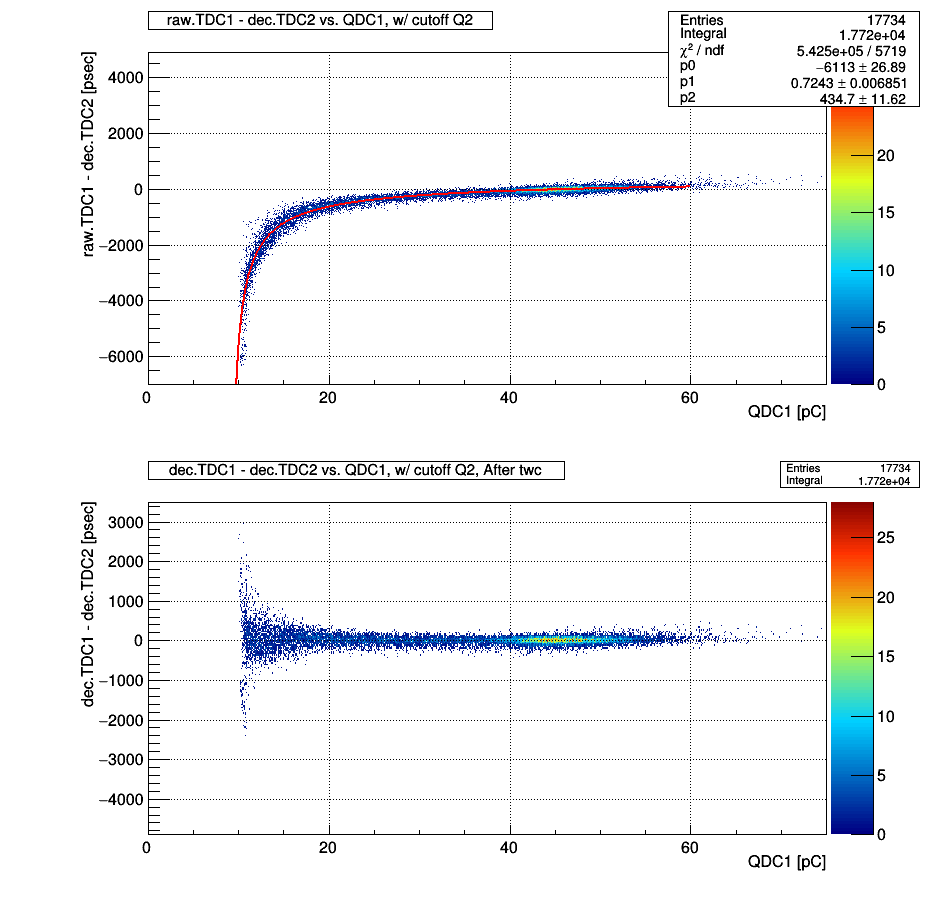 raw.TDC1 - dec.TDC2 vs. QDC1, w/ cutoff Q2
Entries 17734
Integral 1.772e+04
χ² / ndf 5.425e+05 / 5719
p0 −6113 ± 26.89
p1 0.7243 ± 0.006851
p2 434.7 ± 11.62
raw.TDC1 - dec.TDC2 [psec]
4000
2000
0
−2000
−4000
−6000
0 20 40 60
QDC1 [pC]
20
15
10
5
0
dec.TDC1 - dec.TDC2 vs. QDC1, w/ cutoff Q2, After twc
Entries 17734
Integral 1.772e+04
dec.TDC1 - dec.TDC2 [psec]
3000
2000
1000
0
−1000
−2000
−3000
−4000
0 20 40 60
QDC1 [pC]
25
20
15
10
5
0